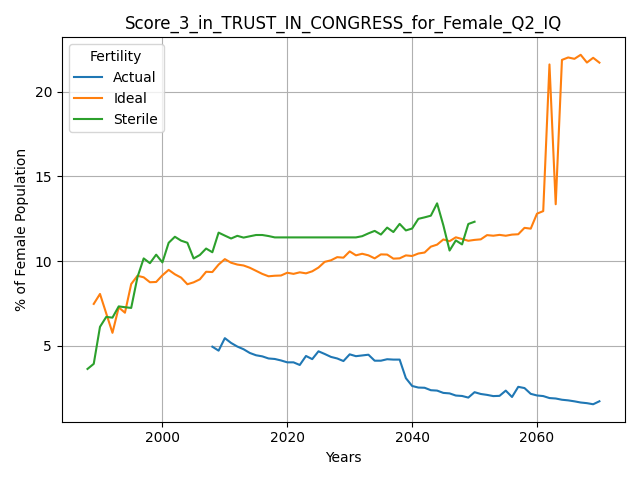 Score_3_in_TRUST_IN_CONGRESS_for_Female_Q2_IQ
Fertility
Actual
Ideal
Sterile
% of Female Population
20
15
10
5
2000
2020
2040
2060
Years